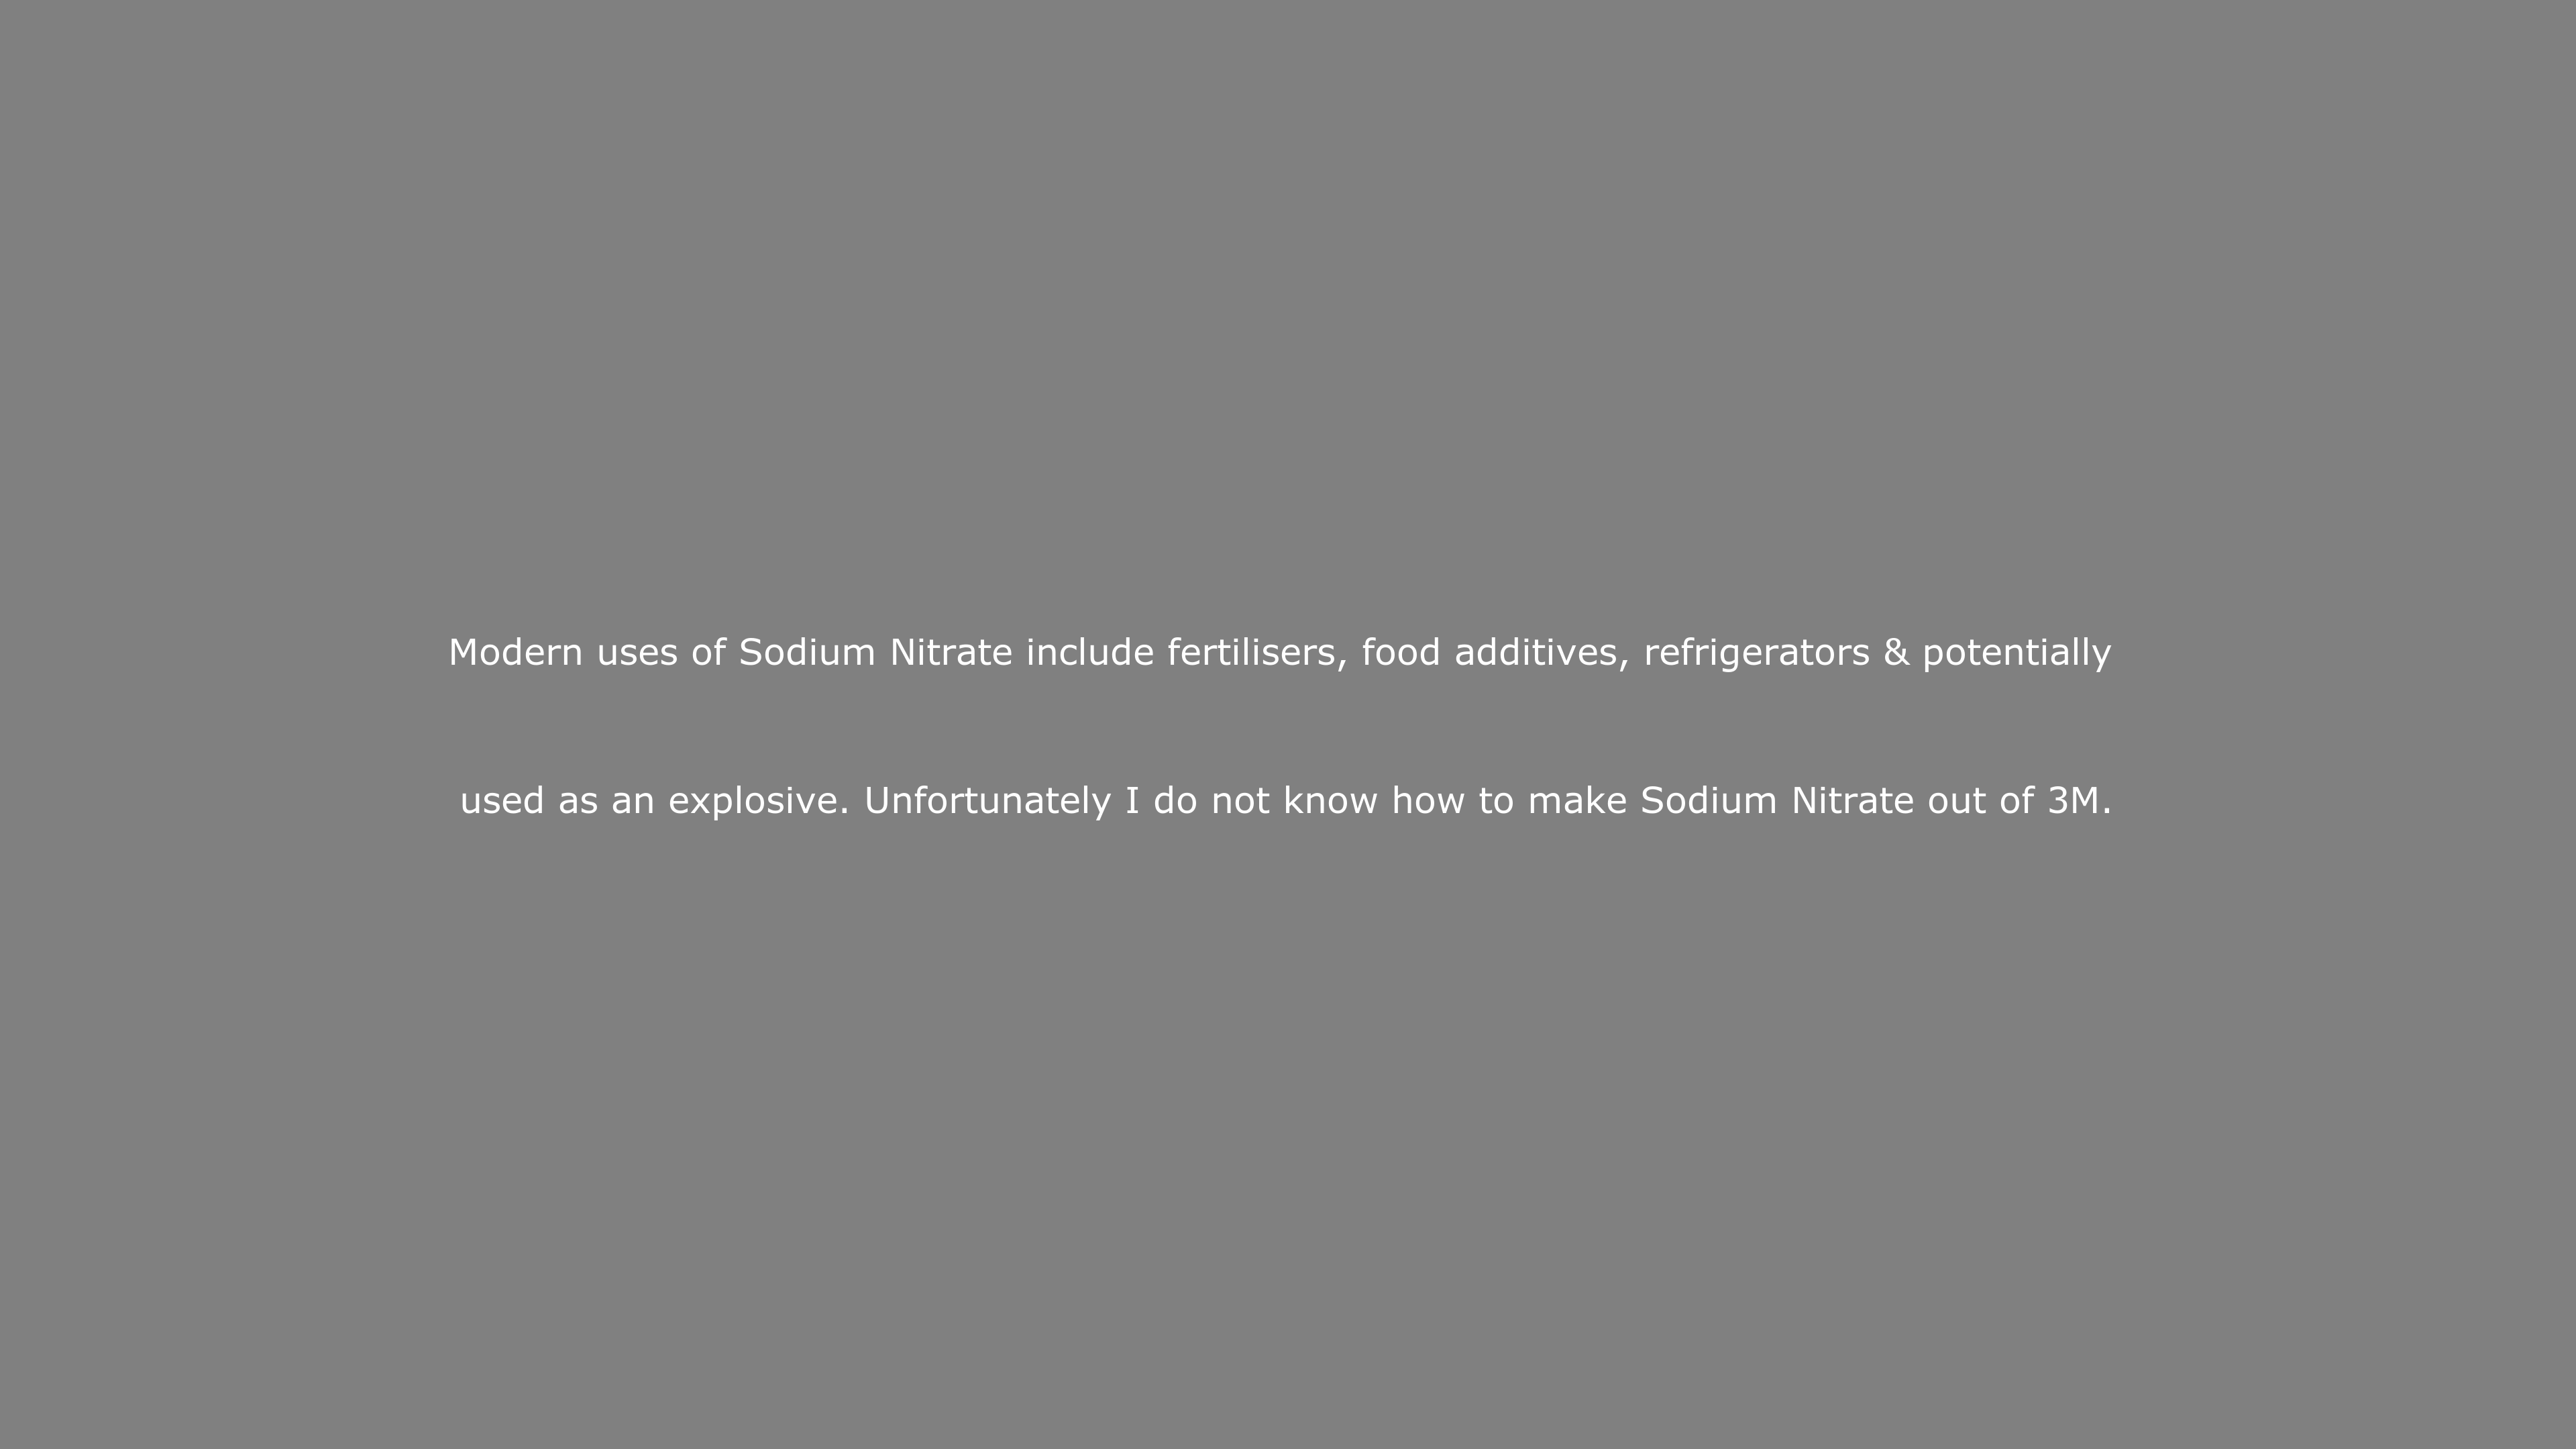 Modern uses of Sodium Nitrate include fertilisers, food additives, refrigerators & potentially
used as an explosive. Unfortunately I do not know how to make Sodium Nitrate out of 3M.